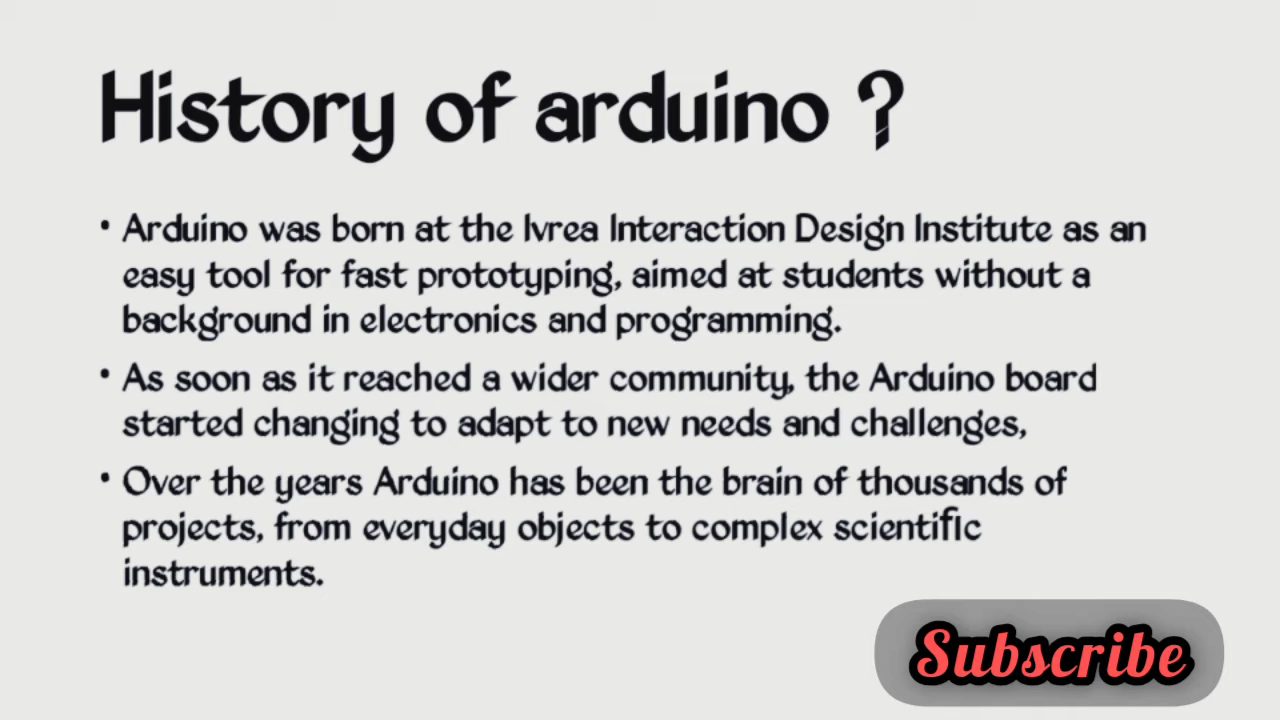 History of arduino ?
• Arduino was born at the Ivrea Interaction Design Institute as an
easy tool for fast prototyping, aimed at students without a
background in electronics and programming.
• As soon as it reached a wider community, the Arduino board
started changing to adapt to new needs and challenges,
• Over the years Arduino has been the brain of thousands of
projects, from everyday objects to complex scientific
instruments.
Subscribe